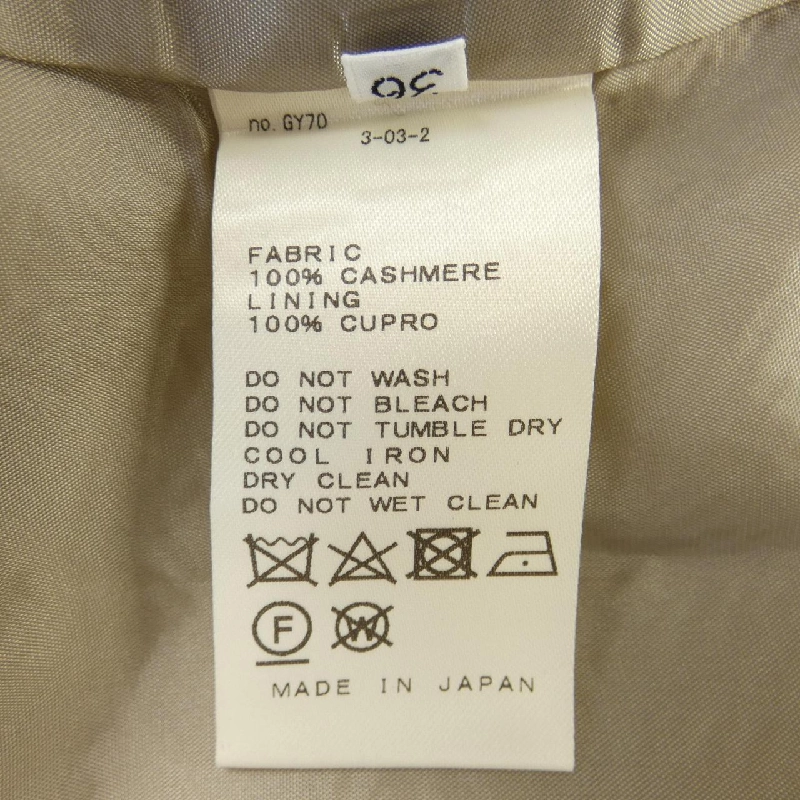 no. GY70
3-03-2
FABRIC
100% CASHMERE
LINING
100% CUPRO
DO NOT WASH
DO NOT BLEACH
DO NOT TUMBLE DRY
COOL IRON
DRY CLEAN
DO NOT WET CLEAN
F W
MADE IN JAPAN